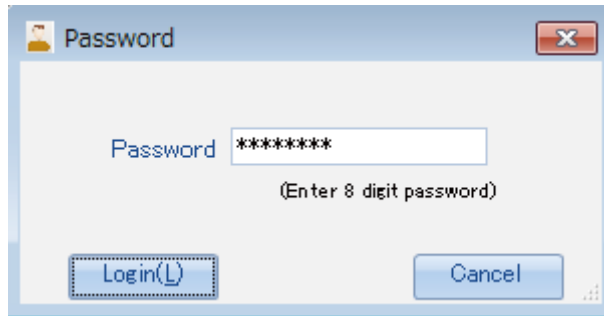 Password
Password ********
(Enter 8 digit password)
Login(L) Cancel